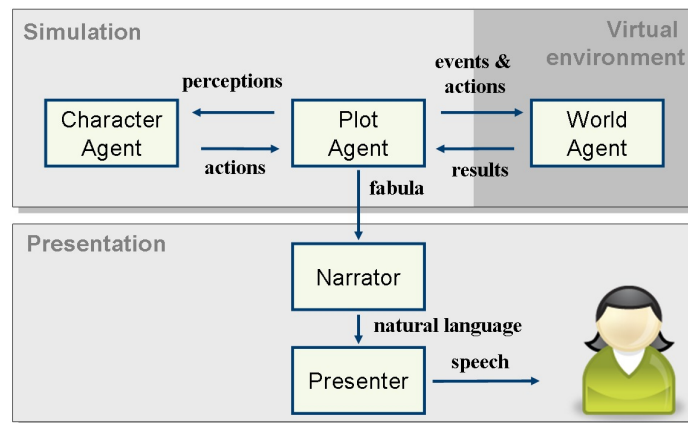 Simulation
Virtual
environment
perceptions
events &
actions
Character
Agent
Plot
Agent
World
Agent
actions
results
fabula
Presentation
Narrator
natural language
Presenter
speech